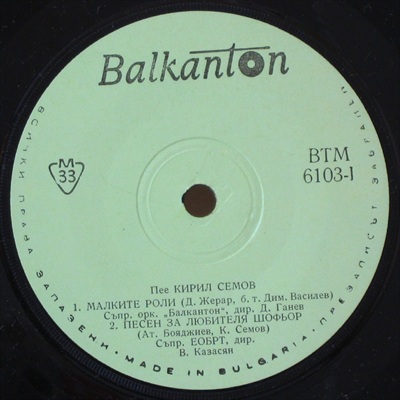 Balkanton
M
33
ВТМ
6103-I
Пее КИРИЛ СЕМОВ
1. МАЛКИТЕ РОЛИ (Д. Жерар, б. т. Дим. Василев)
Съпр. орк. „Балкантон", дир. Д. Ганев
2. ПЕСЕН ЗА ЛЮБИТЕЛЯ ШОФЬОР
(Ат. Бояджиев, К. Семов)
Съпр. ЕОБРТ, дир.
В. Казасян
ВСИЧКИ ПРАВА ЗАПАЗЕНИ. • MADE IN BULGARIA • ПРЕЗАПИСЪТ ЗАБРАНЕН